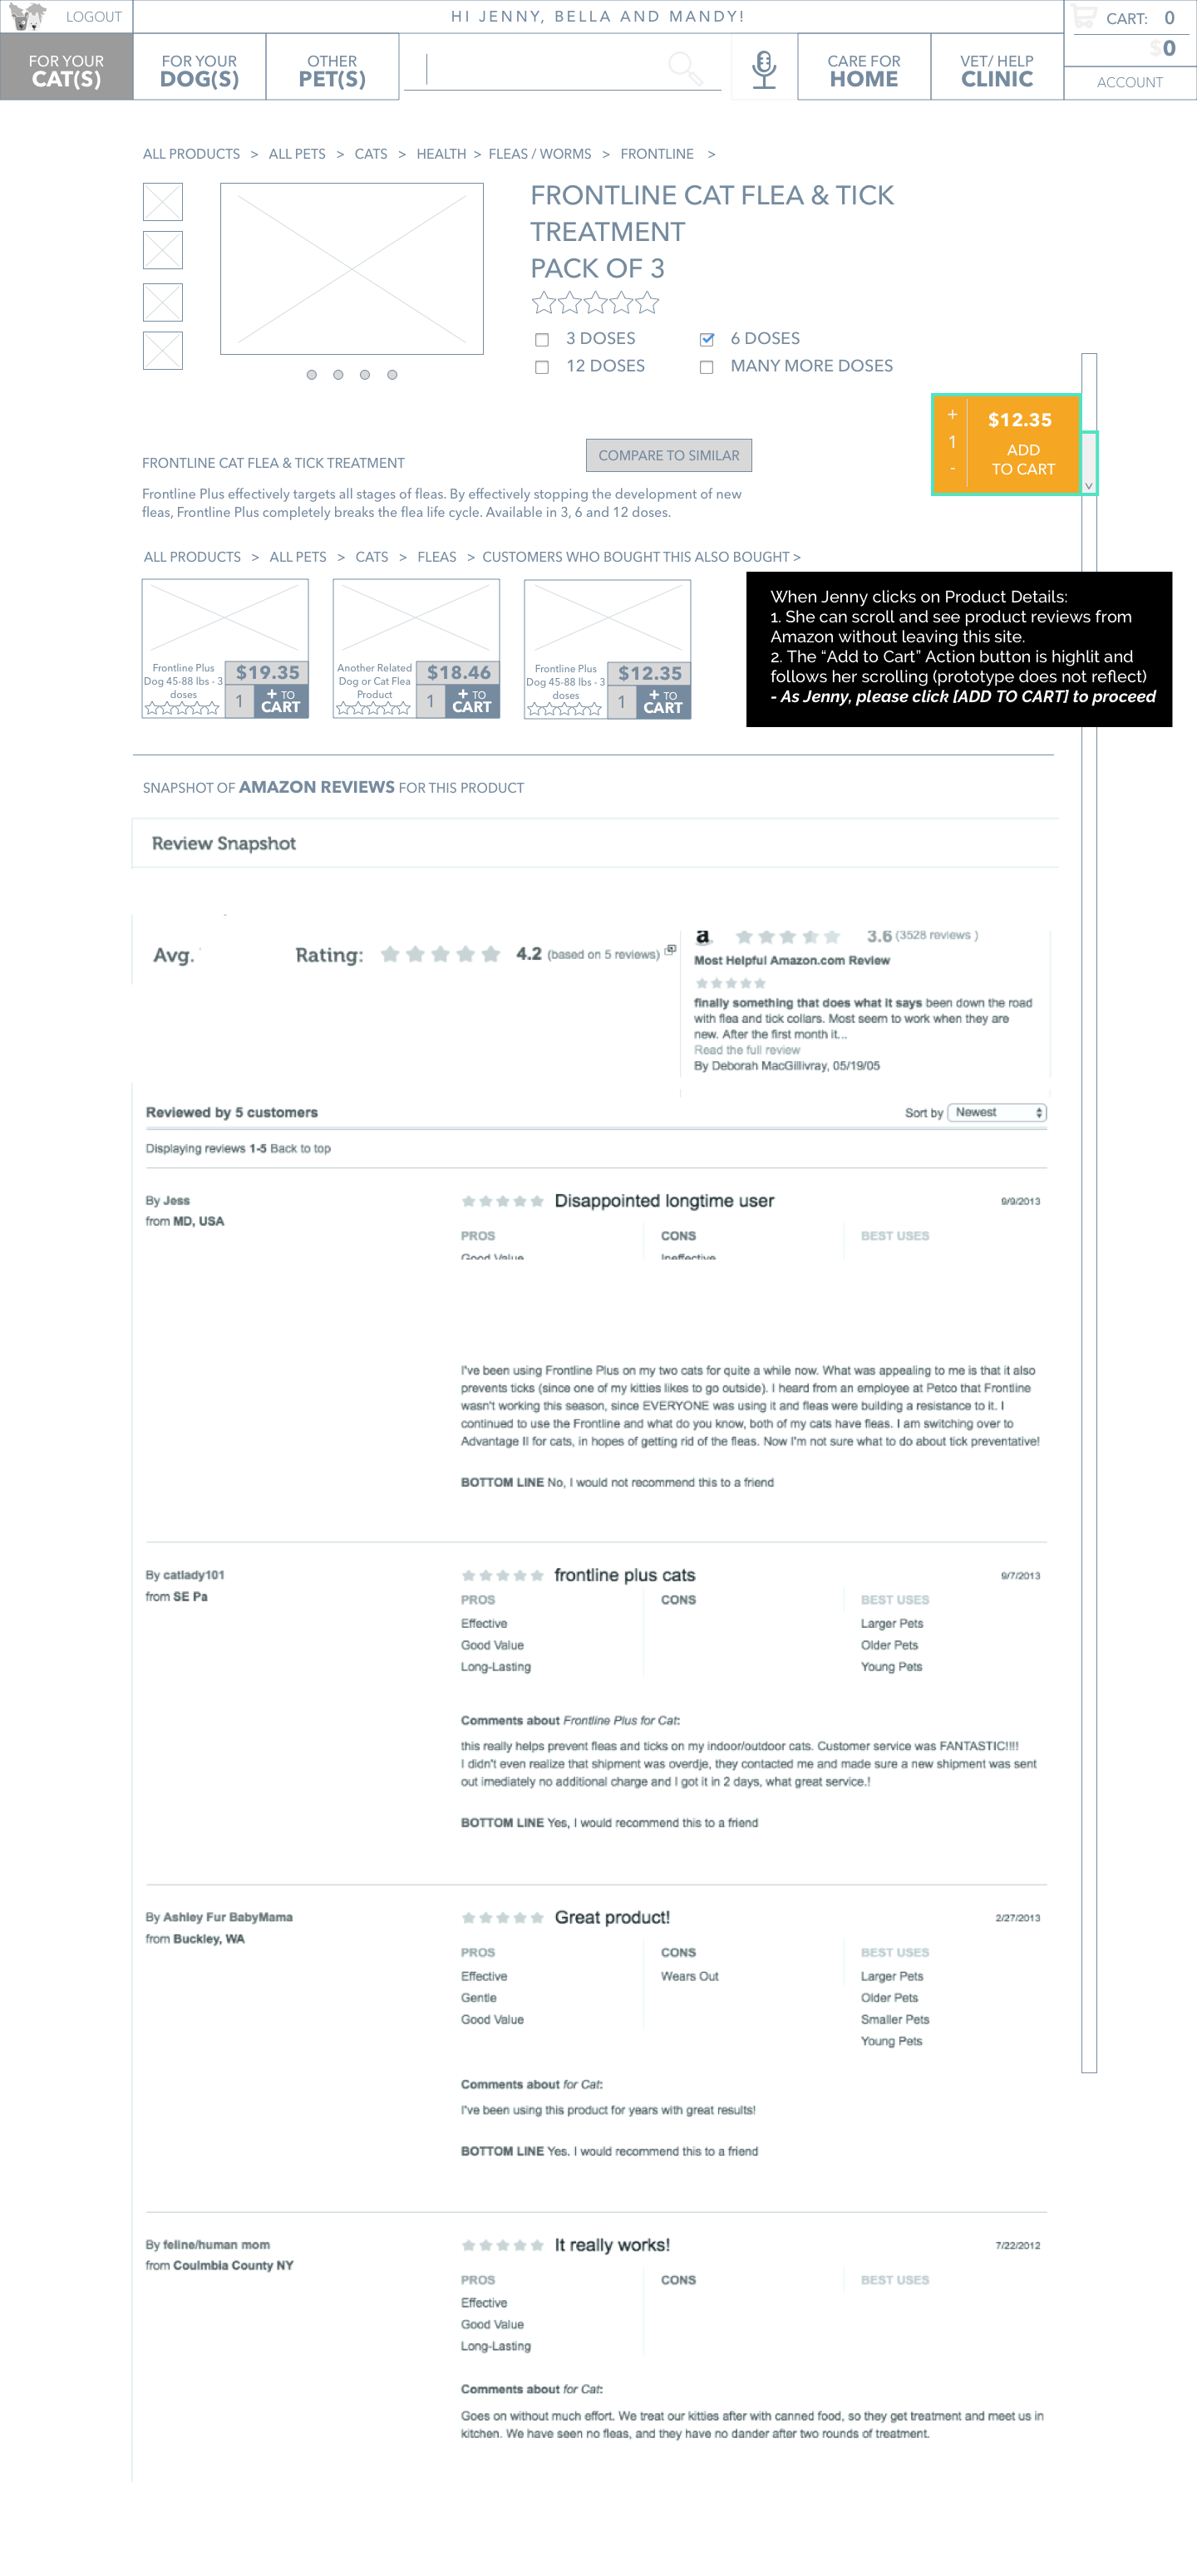 LOGOUT
HI JENNY, BELLA AND MANDY!
CART: 0
$0
ACCOUNT
FOR YOUR
CAT(S)
FOR YOUR
DOG(S)
OTHER
PET(S)
CARE FOR
HOME
VET/ HELP
CLINIC
ALL PRODUCTS > ALL PETS > CATS > HEALTH > FLEAS / WORMS > FRONTLINE >
FRONTLINE CAT FLEA & TICK
TREATMENT
PACK OF 3
3 DOSES
6 DOSES
12 DOSES
MANY MORE DOSES
+
1
-
$12.35
ADD
TO CART
COMPARE TO SIMILAR
FRONTLINE CAT FLEA & TICK TREATMENT
Frontline Plus effectively targets all stages of fleas. By effectively stopping the development of new
fleas, Frontline Plus completely breaks the flea life cycle. Available in 3, 6 and 12 doses.
ALL PRODUCTS > ALL PETS > CATS > FLEAS > CUSTOMERS WHO BOUGHT THIS ALSO BOUGHT >
Frontline Plus
Dog 45-88 lbs - 3
doses
$19.35
1
+ TO
CART
Another Related
Dog or Cat Flea
Product
$18.46
1
+ TO
CART
Frontline Plus
Dog 45-88 lbs - 3
doses
$12.35
1
+ TO
CART
When Jenny clicks on Product Details:
1. She can scroll and see product reviews from
Amazon without leaving this site.
2. The “Add to Cart” Action button is highlit and
follows her scrolling (prototype does not reflect)
- As Jenny, please click [ADD TO CART] to proceed
SNAPSHOT OF AMAZON REVIEWS FOR THIS PRODUCT
Review Snapshot
Avg. Rating: 4.2 (based on 5 reviews)
a 3.6 (3528 reviews )
Most Helpful Amazon.com Review
finally something that does what it says been down the road
with flea and tick collars. Most seem to work when they are
new. After the first month it...
Read the full review
By Deborah MacGillivray, 05/19/05
Reviewed by 5 customers
Sort by Newest
Displaying reviews 1-5 Back to top
By Jess
from MD, USA
Disappointed longtime user
9/9/2013
PROS
CONS
BEST USES
Good Value
Ineffective
I've been using Frontline Plus on my two cats for quite a while now. What was appealing to me is that it also
prevents ticks (since one of my kitties likes to go outside). I heard from an employee at Petco that Frontline
wasn't working this season, since EVERYONE was using it and fleas were building a resistance to it. I
continued to use the Frontline and what do you know, both of my cats have fleas. I am switching over to
Advantage II for cats, in hopes of getting rid of the fleas. Now I'm not sure what to do about tick preventative!
BOTTOM LINE No, I would not recommend this to a friend
By catlady101
from SE Pa
frontline plus cats
9/7/2013
PROS
CONS
BEST USES
Effective
Larger Pets
Good Value
Older Pets
Long-Lasting
Young Pets
Comments about Frontline Plus for Cat:
this really helps prevent fleas and ticks on my indoor/outdoor cats. Customer service was FANTASTIC!!!!
I didn't even realize that shipment was overdje, they contacted me and made sure a new shipment was sent
out imediately no additional charge and I got it in 2 days, what great service.!
BOTTOM LINE Yes, I would recommend this to a friend
By Ashley Fur BabyMama
from Buckley, WA
Great product!
2/27/2013
PROS
CONS
BEST USES
Effective
Wears Out
Larger Pets
Gentle
Older Pets
Good Value
Smaller Pets
Young Pets
Comments about for Cat:
I've been using this product for years with great results!
BOTTOM LINE Yes. I would recommend this to a friend
By feline/human mom
from Coulmbia County NY
It really works!
7/22/2012
PROS
CONS
BEST USES
Effective
Good Value
Long-Lasting
Comments about for Cat:
Goes on without much effort. We treat our kitties after with canned food, so they get treatment and meet us in
kitchen. We have seen no fleas, and they have no dander after two rounds of treatment.